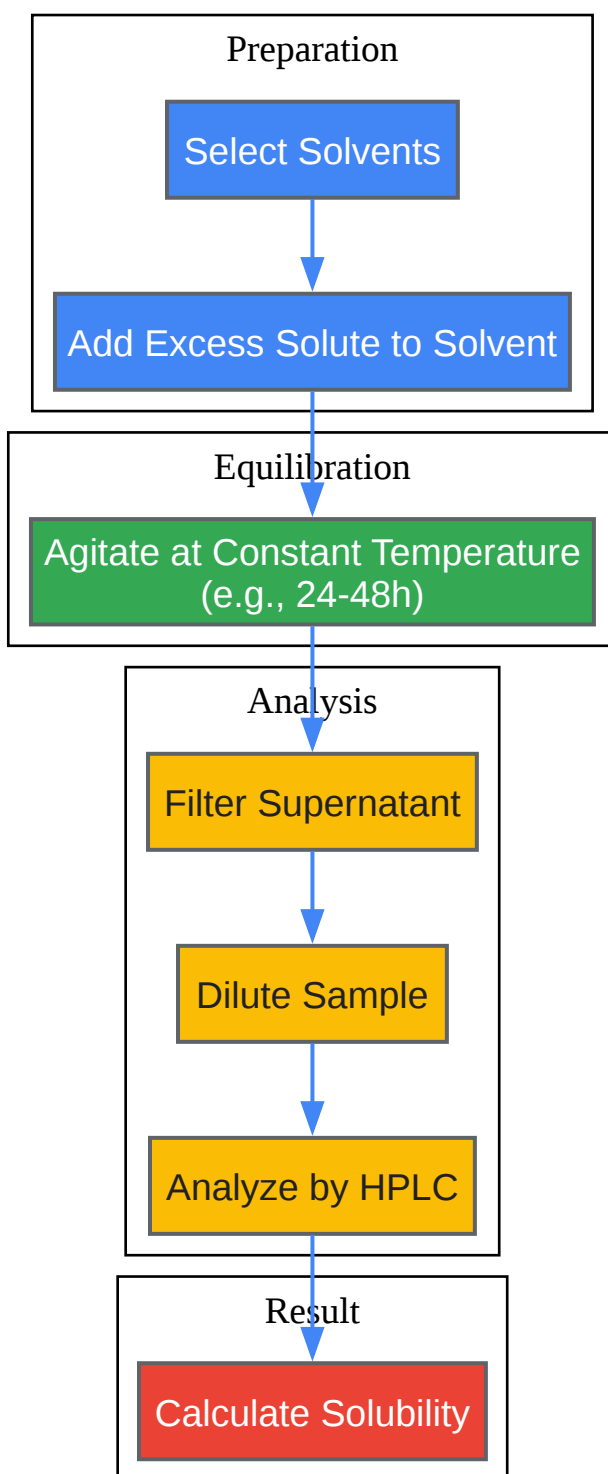 Preparation
Select Solvents
Add Excess Solute to Solvent
Equilibration
Agitate at Constant Temperature
(e.g., 24-48h)
Analysis
Filter Supernatant
Dilute Sample
Analyze by HPLC
Result
Calculate Solubility